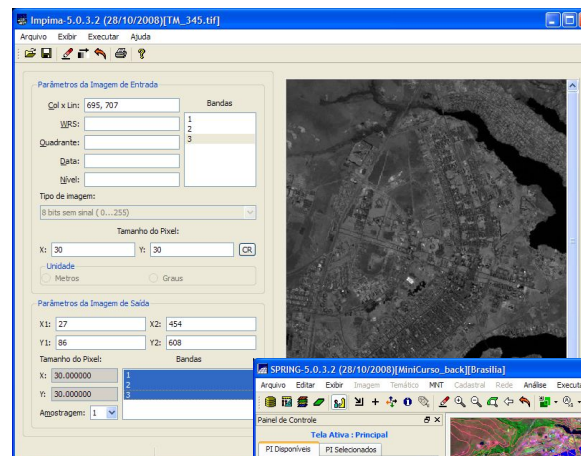 Impima-5.0.3.2 (28/10/2008)[TM_345.tif]
Arquivo Exibir Executar Ajuda
Parâmetros da Imagem de Entrada
Col x Lin: 695, 707
Bandas
WRS:
1
2
3
Quadrante:
Data:
Nível:
Tipo de imagem:
8 bits sem sinal ( 0...255)
Tamanho do Pixel:
X: 30 Y: 30 CR
Unidade
Metros Graus
Parâmetros da Imagem de Saída
X1: 27 X2: 454
Y1: 86 Y2: 608
Tamanho do Pixel: Bandas
X: 30.000000
Y: 30.000000
1
2
3
Amostragem: 1
SPRING-5.0.3.2 (28/10/2008)[MiniCurso_back][Brasilia]
Arquivo Editar Exibir Imagem Temático MNT Cadastral Rede Análise Executa
Painel de Controle
Tela Ativa : Principal
PI Disponíveis PI Selecionados